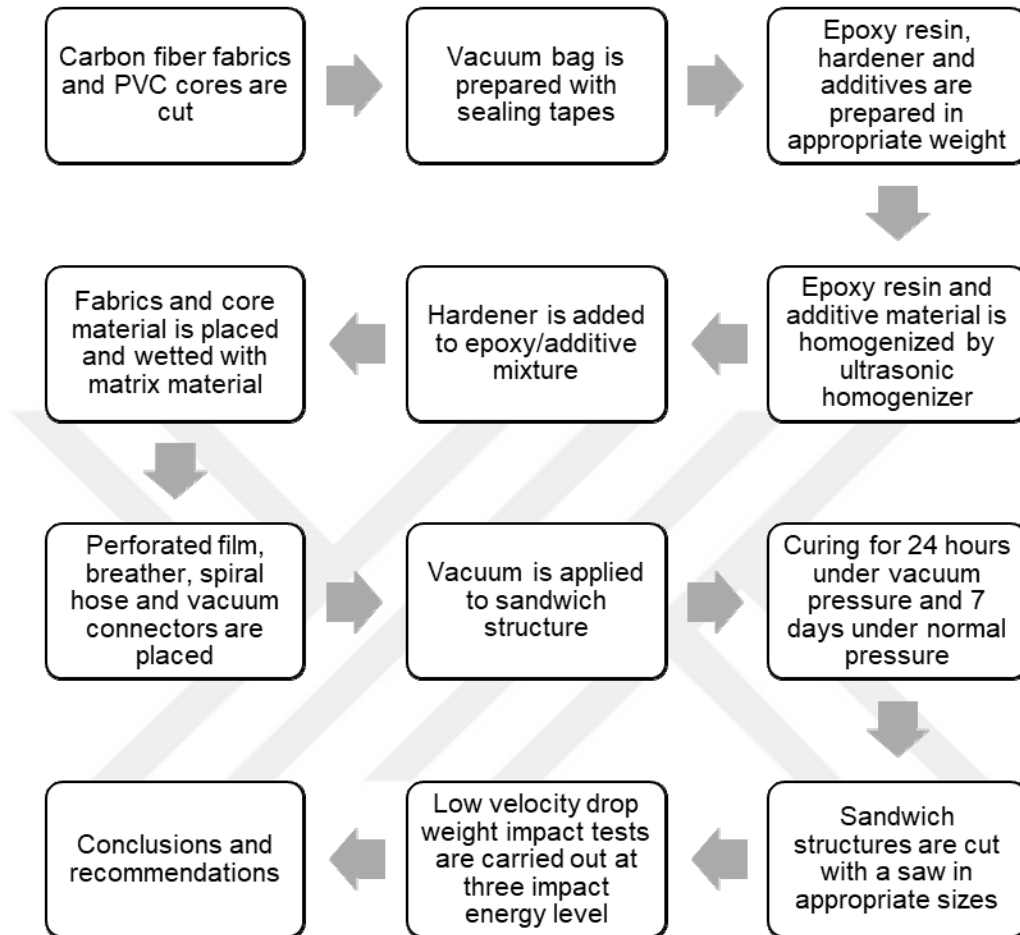 Carbon fiber fabrics
and PVC cores are
cut
Vacuum bag is
prepared with
sealing tapes
Epoxy resin,
hardener and
additives are
prepared in
appropriate weight
Epoxy resin and
additive material is
homogenized by
ultrasonic
homogenizer
Hardener is added
to epoxy/additive
mixture
Fabrics and core
material is placed
and wetted with
matrix material
Perforated film,
breather, spiral
hose and vacuum
connectors are
placed
Vacuum is applied
to sandwich
structure
Curing for 24 hours
under vacuum
pressure and 7
days under normal
pressure
Sandwich
structures are cut
with a saw in
appropriate sizes
Low velocity drop
weight impact tests
are carried out at
three impact
energy level
Conclusions and
recommendations